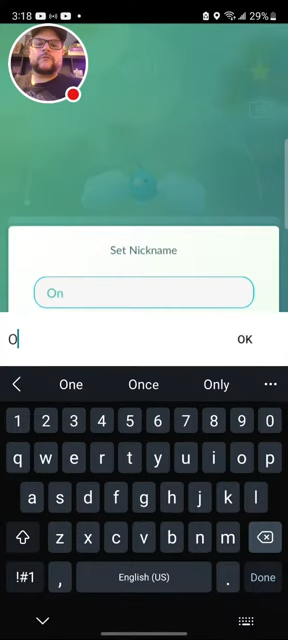 3:18
29%
Set Nickname
On
O
OK
One Once Only
1 2 3 4 5 6 7 8 9 0
q w e r t y u i o p
a s d f g h j k l
z x c v b n m
!#1 , English (US) . Done